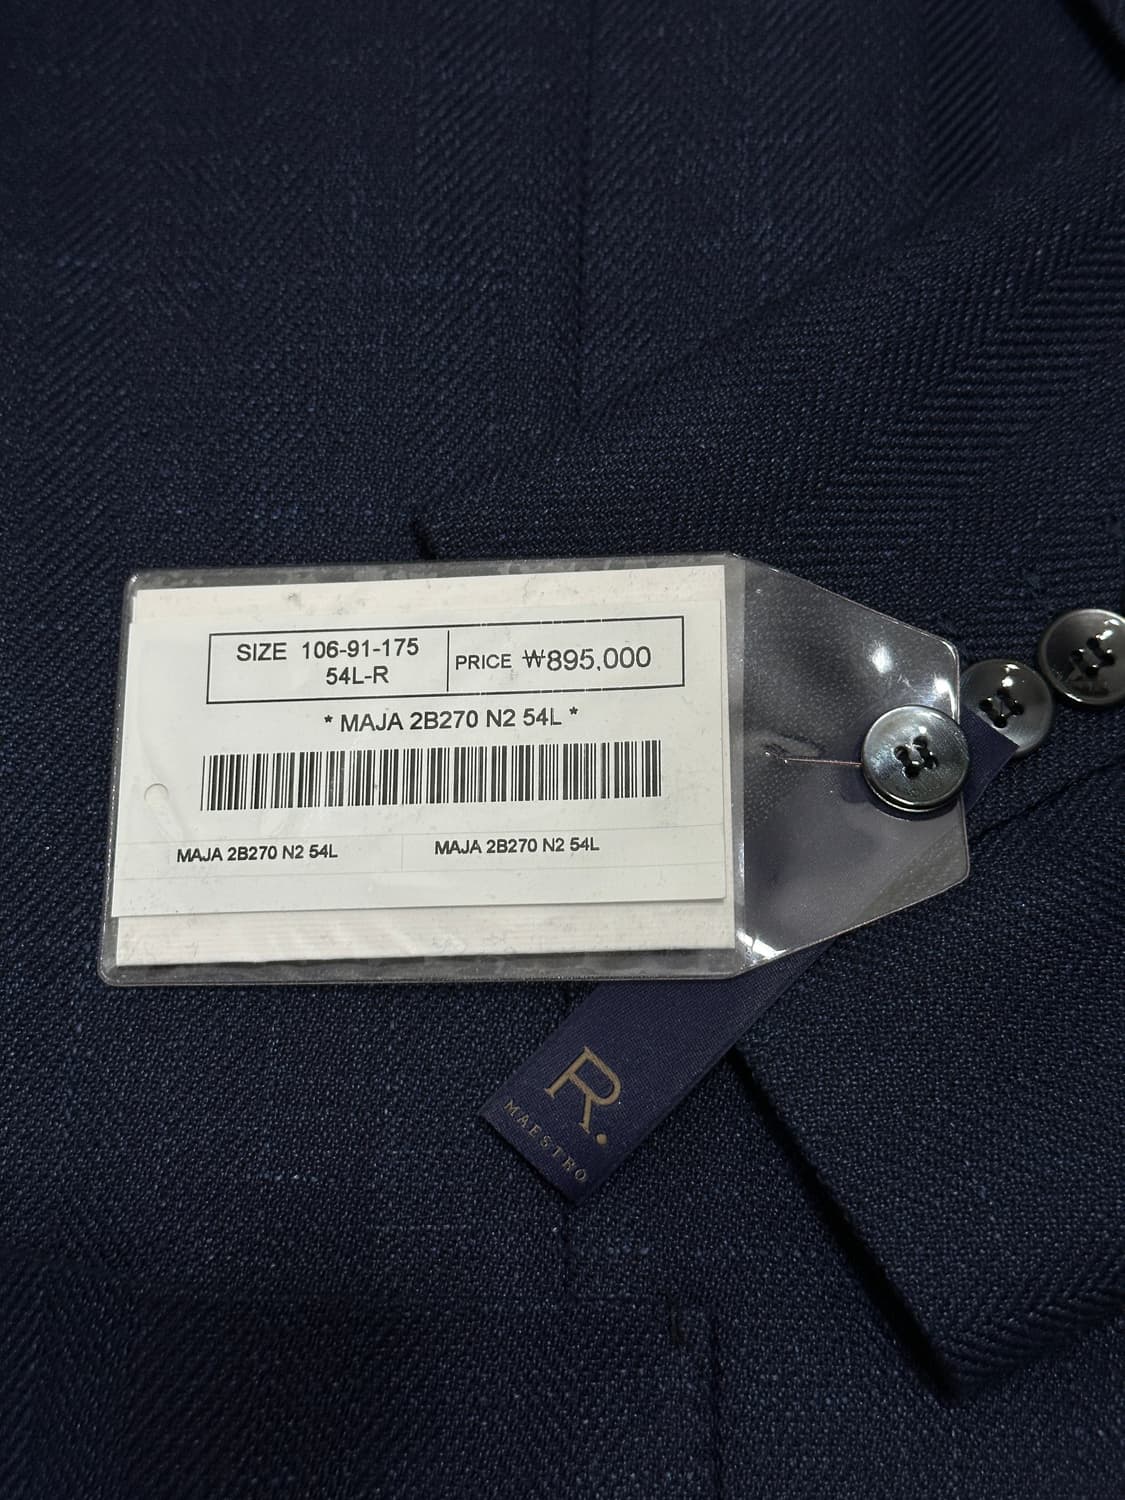 SIZE 106-91-175
54L-R
PRICE ₩895,000
* MAJA 2B270 N2 54L *
MAJA 2B270 N2 54L
MAJA 2B270 N2 54L
R.
MAESTRO